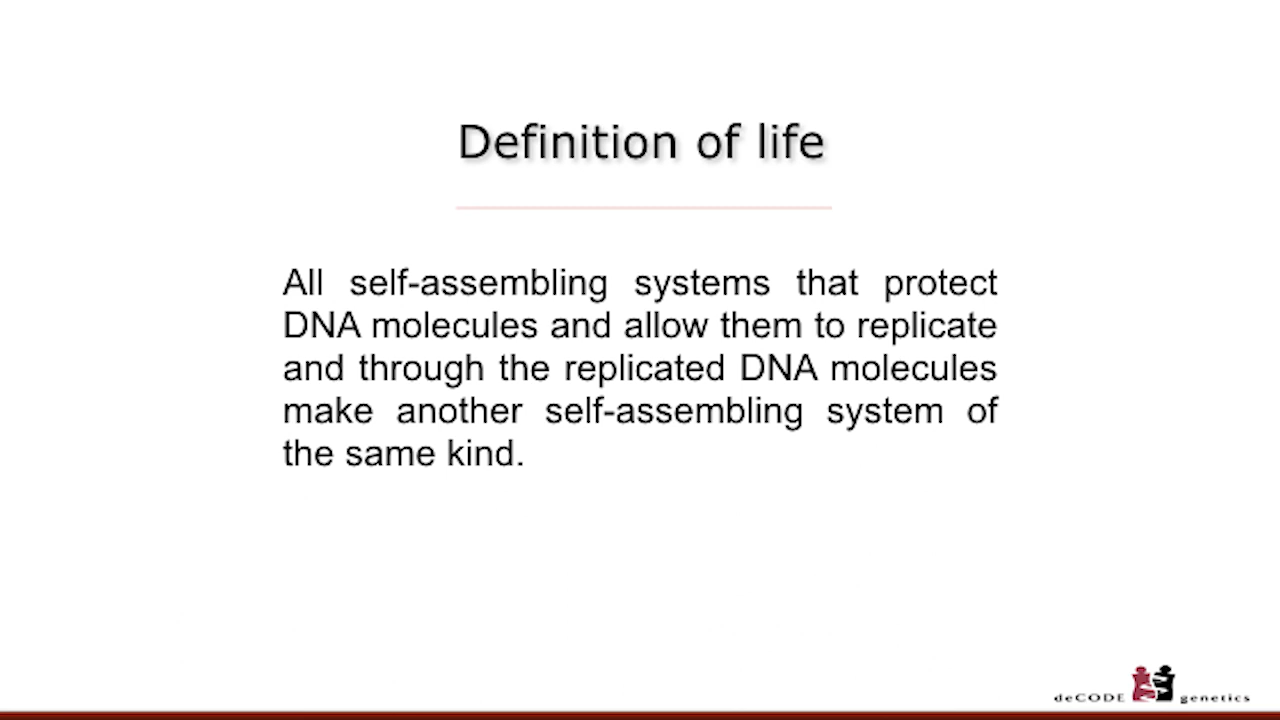 Definition of life
All self-assembling systems that protect
DNA molecules and allow them to replicate
and through the replicated DNA molecules
make another self-assembling system of
the same kind.
deCODE genetics